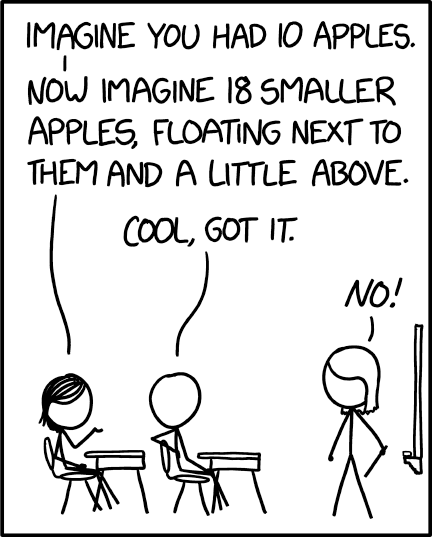 IMAGINE YOU HAD 10 APPLES.
NOW IMAGINE 18 SMALLER
APPLES, FLOATING NEXT TO
THEM AND A LITTLE ABOVE.
COOL, GOT IT.
NO!